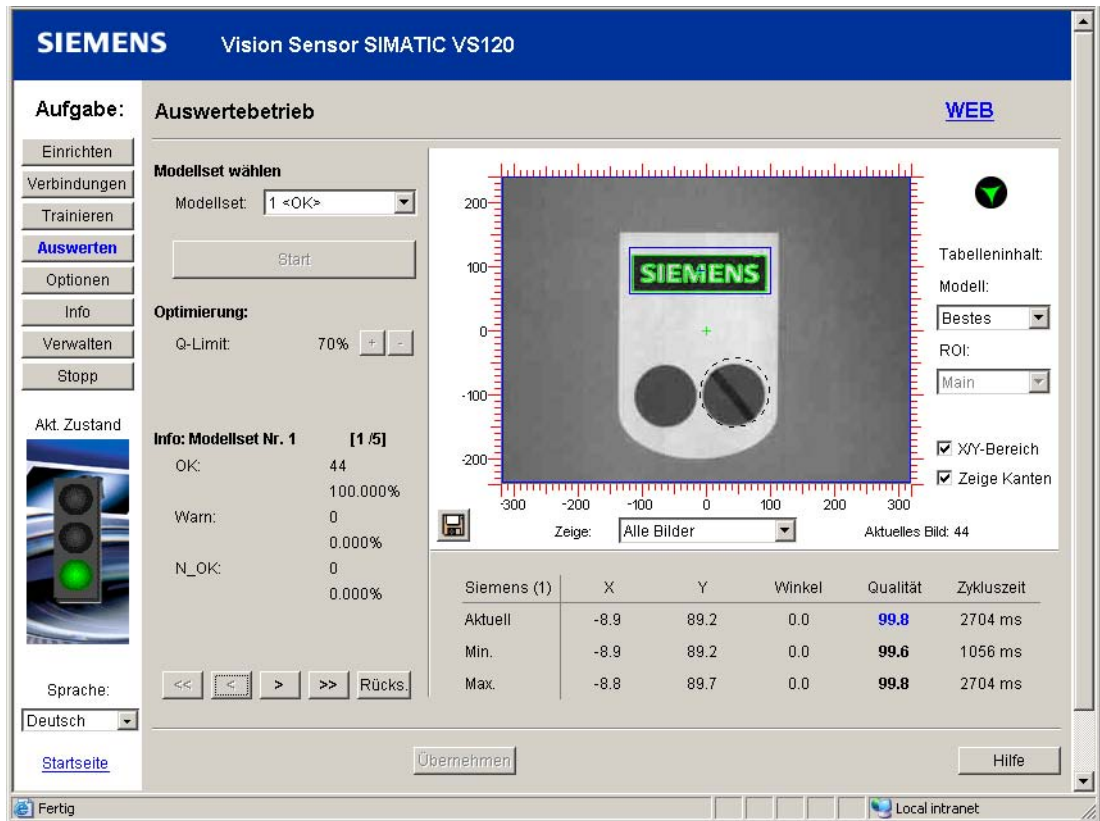 SIEMENS Vision Sensor SIMATIC VS120
Aufgabe:
Einrichten
Verbindungen
Trainieren
Auswerten
Optionen
Info
Verwalten
Stopp
Akt. Zustand
Sprache:
Deutsch
Startseite
Auswertebetrieb
WEB
Modellset wählen
Modellset: 1 <OK>
Start
Optimierung:
Q-Limit: 70% + -
Info: Modellset Nr. 1 [1 /5]
OK: 44
100.000%
Warn: 0
0.000%
N_OK: 0
0.000%
<< < > >> Rücks.
200
100
0
-100
-200
SIEMENS
-300 -200 -100 0 100 200 300
Zeige: Alle Bilder Aktuelles Bild: 44
Tabelleninhalt:
Modell:
Bestes
ROI:
Main
X/Y-Bereich
Zeige Kanten
Siemens (1) X Y Winkel Qualität Zykluszeit
Aktuell -8.9 89.2 0.0 99.8 2704 ms
Min. -8.9 89.2 0.0 99.6 1056 ms
Max. -8.8 89.7 0.0 99.8 2704 ms
Übernehmen
Hilfe
Fertig
Local intranet